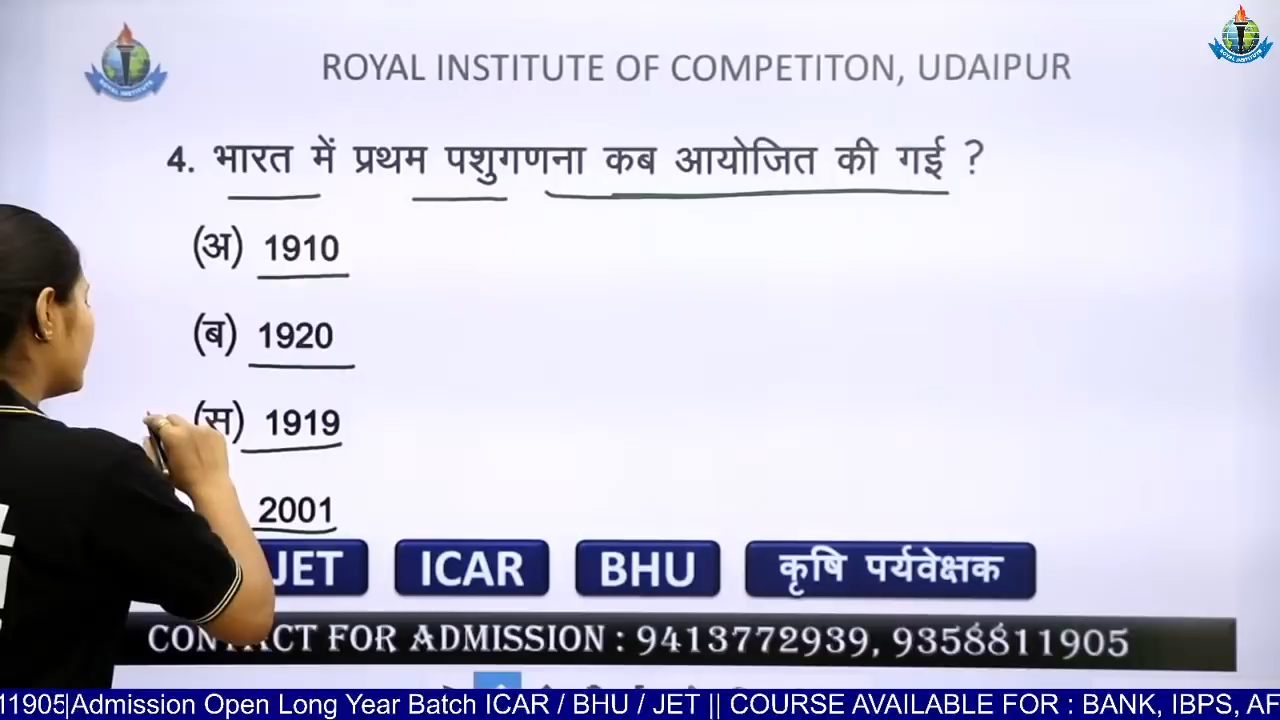 ROYAL INSTITUTE OF COMPETITON, UDAIPUR
4. भारत में प्रथम पशुगणना कब आयोजित की गई ?
(अ) 1910
(ब) 1920
(स) 1919
2001
JET ICAR BHU कृषि पर्यवेक्षक
CONTACT FOR ADMISSION : 9413772939, 9358811905
11905|Admission Open Long Year Batch ICAR / BHU / JET || COURSE AVAILABLE FOR : BANK, IBPS, AF